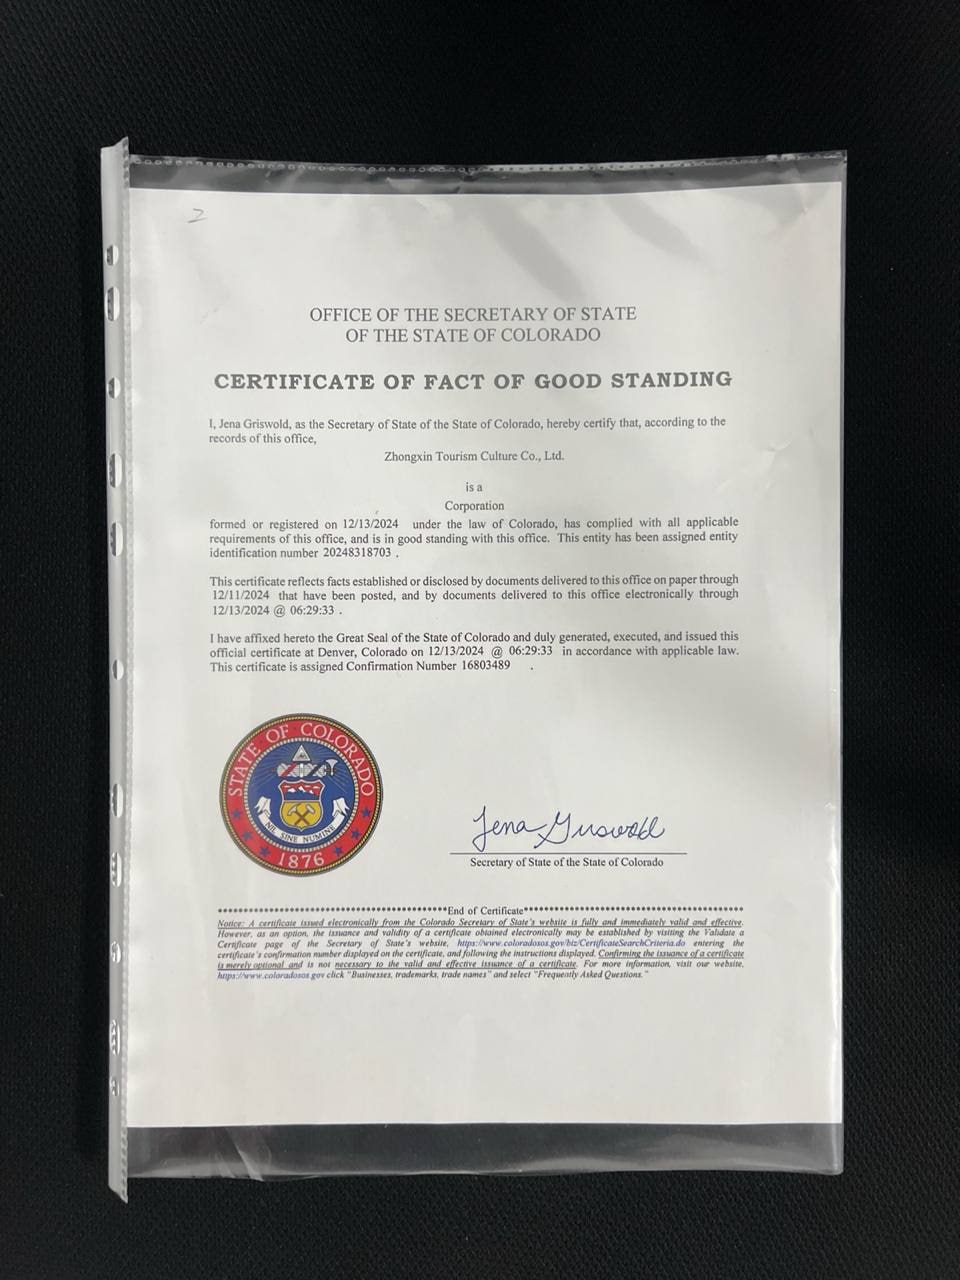 2
OFFICE OF THE SECRETARY OF STATE
OF THE STATE OF COLORADO
CERTIFICATE OF FACT OF GOOD STANDING
I, Jena Griswold, as the Secretary of State of the State of Colorado, hereby certify that, according to the
records of this office,
Zhongxin Tourism Culture Co., Ltd.
is a
Corporation
formed or registered on 12/13/2024 under the law of Colorado, has complied with all applicable
requirements of this office, and is in good standing with this office. This entity has been assigned entity
identification number 20248318703 .
This certificate reflects facts established or disclosed by documents delivered to this office on paper through
12/11/2024 that have been posted, and by documents delivered to this office electronically through
12/13/2024 @ 06:29:33 .
I have affixed hereto the Great Seal of the State of Colorado and duly generated, executed, and issued this
official certificate at Denver, Colorado on 12/13/2024 @ 06:29:33 in accordance with applicable law.
This certificate is assigned Confirmation Number 16803489 .
STATE OF COLORADO
NIL SINE NUMINE
1876
Jena Griswold
Secretary of State of the State of Colorado
*********************************************End of Certificate*******************************************
Notice: A certificate issued electronically from the Colorado Secretary of State's website is fully and immediately valid and effective.
However, as an option, the issuance and validity of a certificate obtained electronically may be established by visiting the Validate a
Certificate page of the Secretary of State's website, https://www.coloradosos.gov/biz/CertificateSearchCriteria.do entering the
certificate's confirmation number displayed on the certificate, and following the instructions displayed. Confirming the issuance of a certificate
is merely optional and is not necessary to the valid and effective issuance of a certificate. For more information, visit our website,
https://www.coloradosos.gov click "Businesses, trademarks, trade names" and select "Frequently Asked Questions."